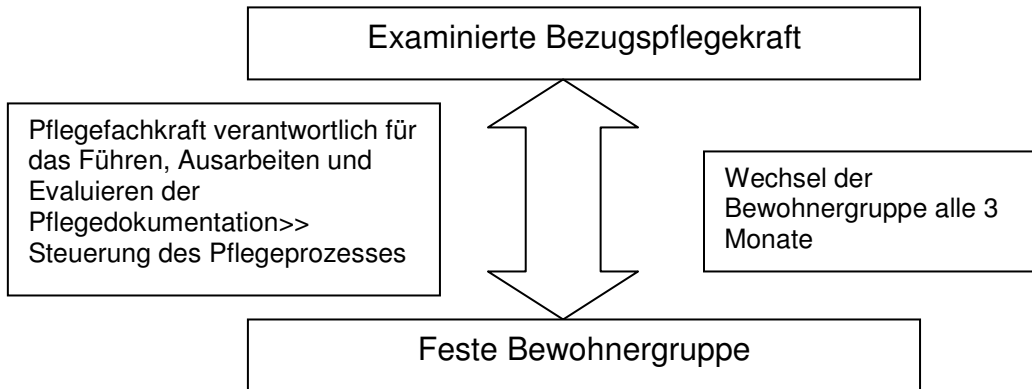 Examinierte Bezugspflegekraft
Pflegefachkraft verantwortlich für
das Führen, Ausarbeiten und
Evaluieren der
Pflegedokumentation>>
Steuerung des Pflegeprozesses
Wechsel der
Bewohnergruppe alle 3
Monate
Feste Bewohnergruppe